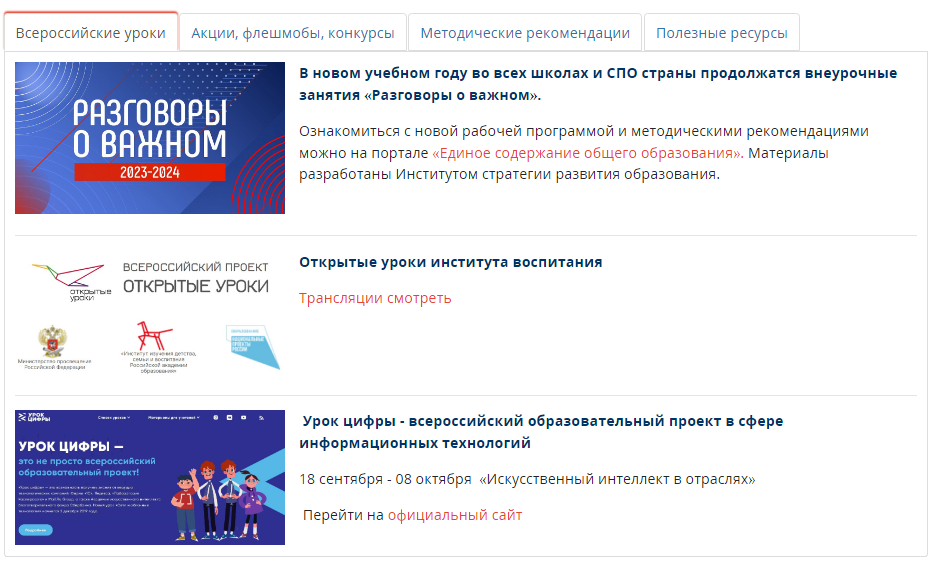 Всероссийские уроки
Акции, флешмобы, конкурсы
Методические рекомендации
Полезные ресурсы
РАЗГОВОРЫ
О ВАЖНОМ
2023-2024
В новом учебном году во всех школах и СПО страны продолжатся внеурочные
занятия «Разговоры о важном».
Ознакомиться с новой рабочей программой и методическими рекомендациями
можно на портале «Единое содержание общего образования». Материалы
разработаны Институтом стратегии развития образования.
открытые
уроки
ВСЕРОССИЙСКИЙ ПРОЕКТ
ОТКРЫТЫЕ УРОКИ
Министерство просвещения
Российской Федерации
«Институт изучения детства,
семьи и воспитания
Российской академии
образования»
ОБРАЗОВАНИЕ
НАЦИОНАЛЬНЫЕ
ПРОЕКТЫ
РОССИИ
Открытые уроки института воспитания
Трансляции смотреть
УРОК
ЦИФРЫ
УРОК ЦИФРЫ —
это не просто всероссийский
образовательный проект!
Подробнее
Урок цифры - всероссийский образовательный проект в сфере
информационных технологий
18 сентября - 08 октября «Искусственный интеллект в отраслях»
Перейти на официальный сайт